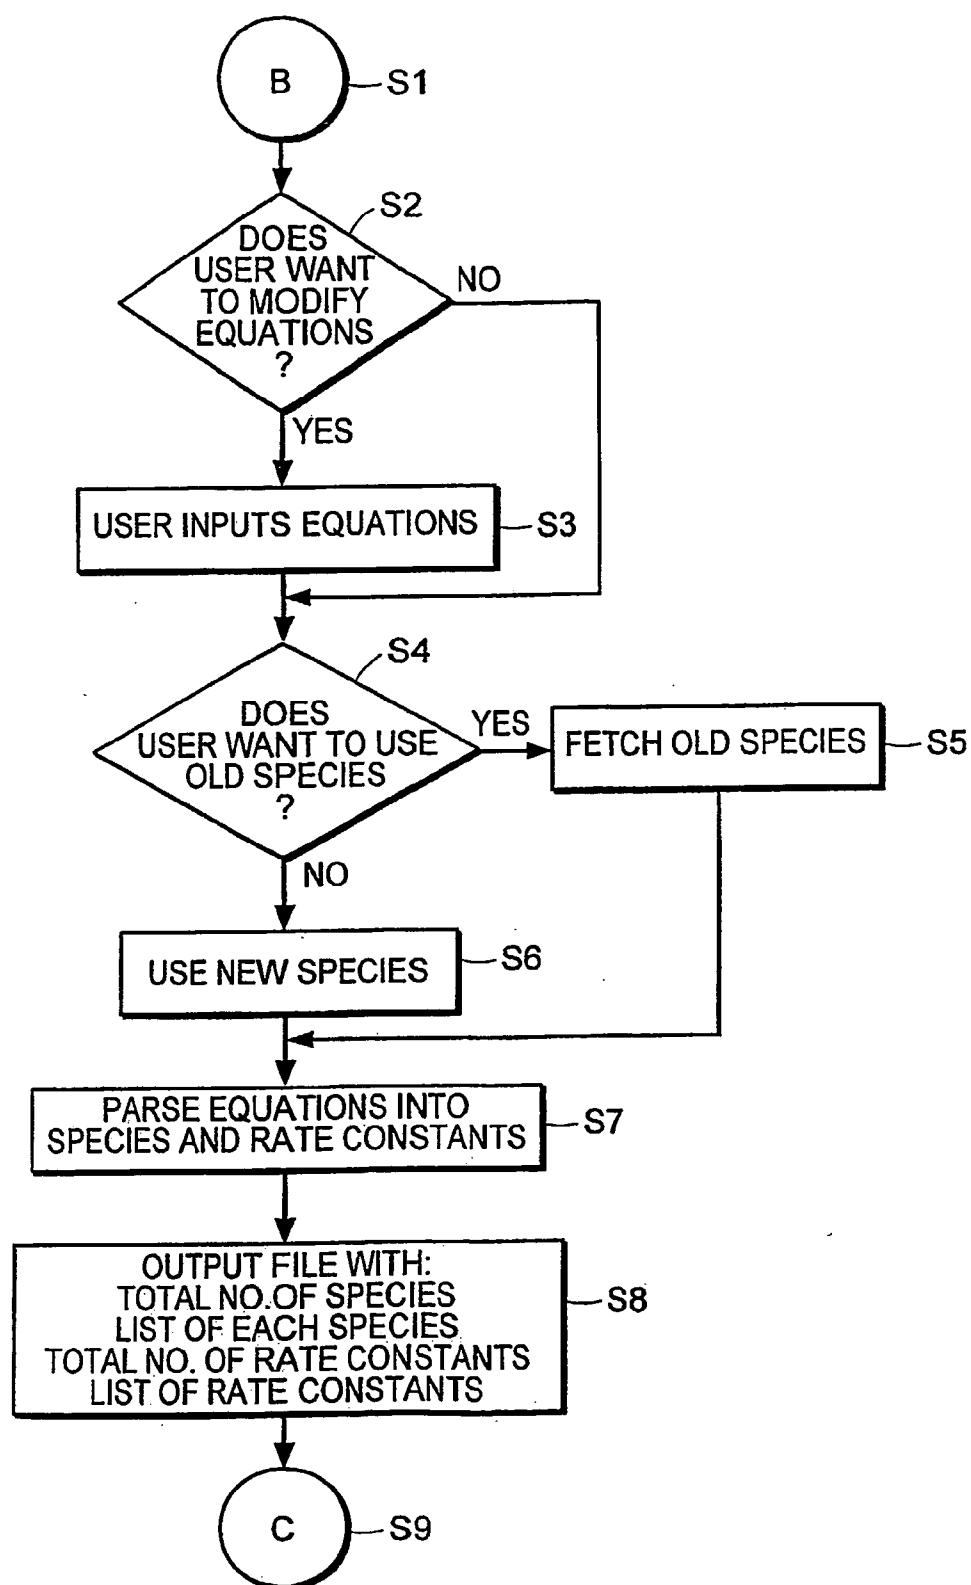 B
S1
S2
DOES
USER WANT
TO MODIFY
EQUATIONS
?
NO
YES
USER INPUTS EQUATIONS
S3
S4
DOES
USER WANT TO USE
OLD SPECIES
?
YES
FETCH OLD SPECIES
S5
NO
USE NEW SPECIES
S6
PARSE EQUATIONS INTO
SPECIES AND RATE CONSTANTS
S7
OUTPUT FILE WITH:
TOTAL NO.OF SPECIES
LIST OF EACH SPECIES
TOTAL NO. OF RATE CONSTANTS
LIST OF RATE CONSTANTS
S8
C
S9